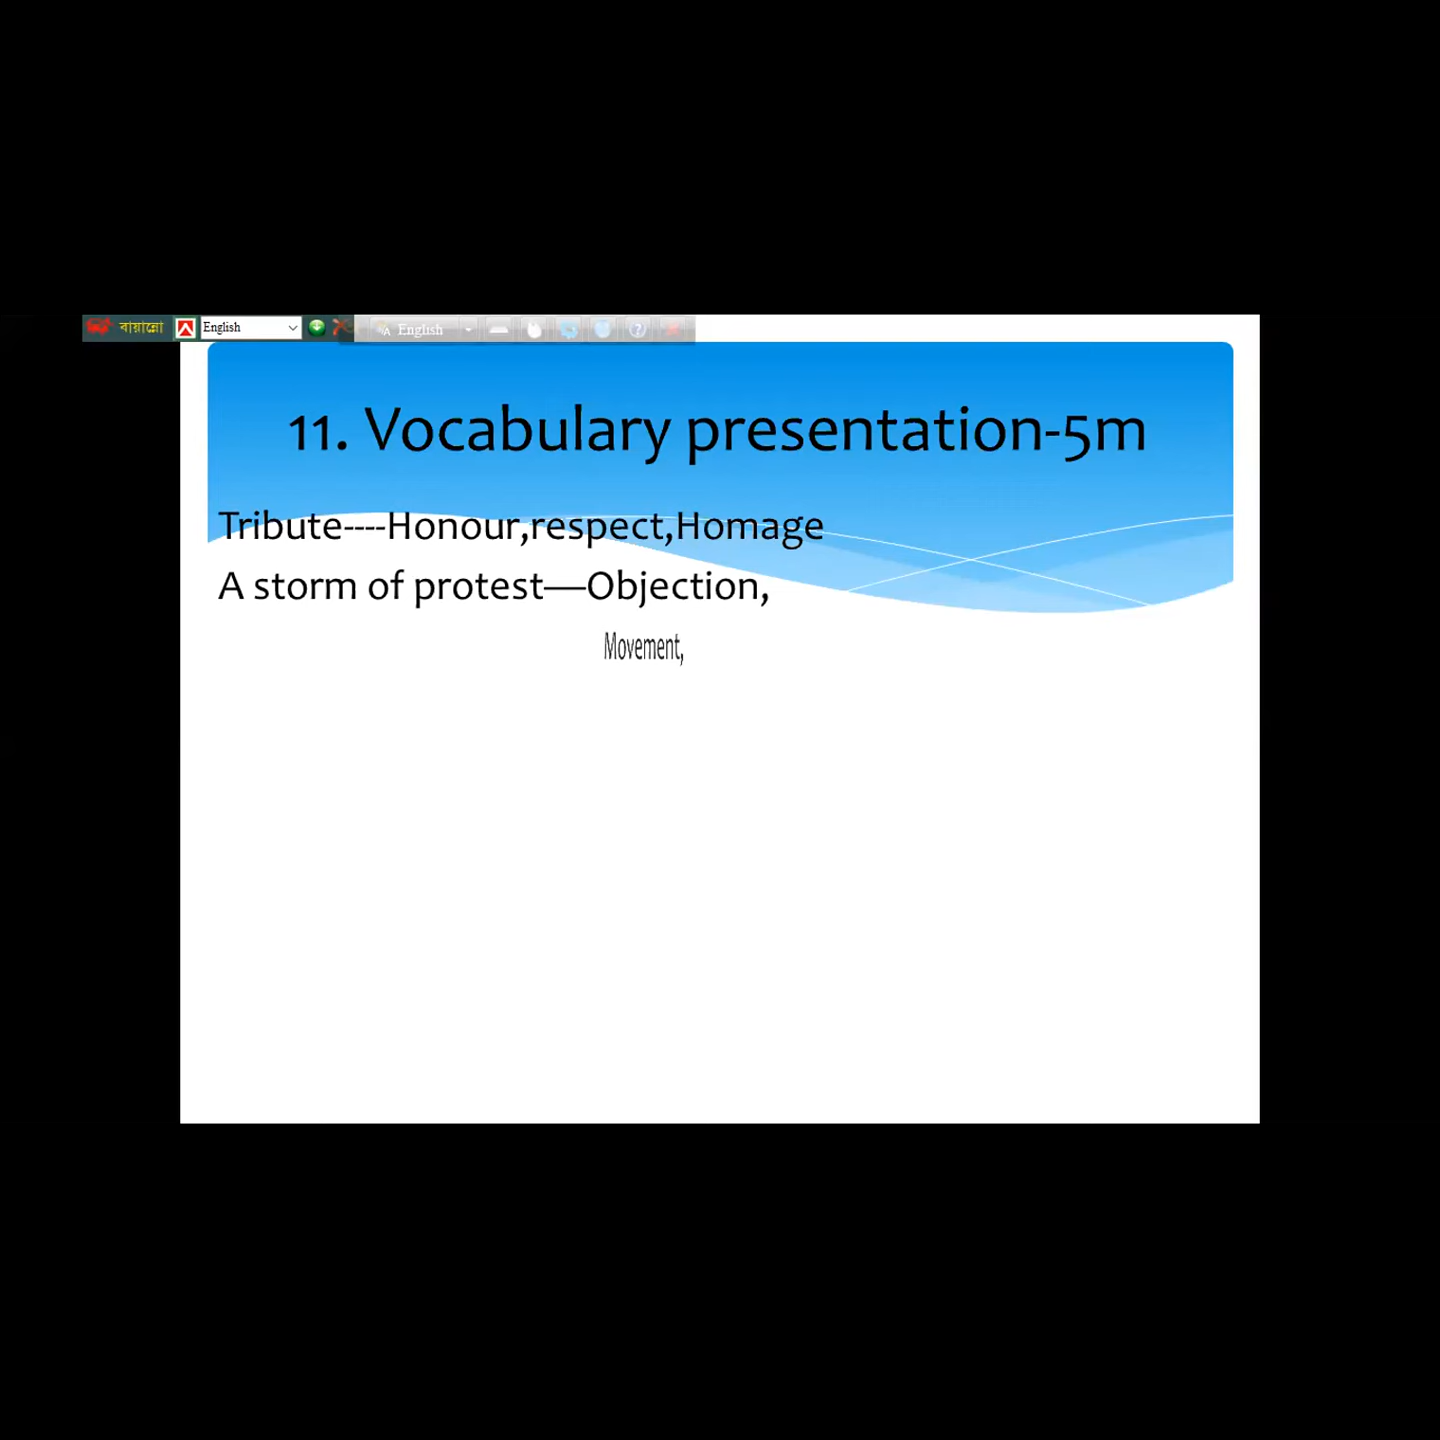 বায়ান্নো English English
11. Vocabulary presentation-5m
Tribute----Honour,respect,Homage
A storm of protest—Objection,
Movement,